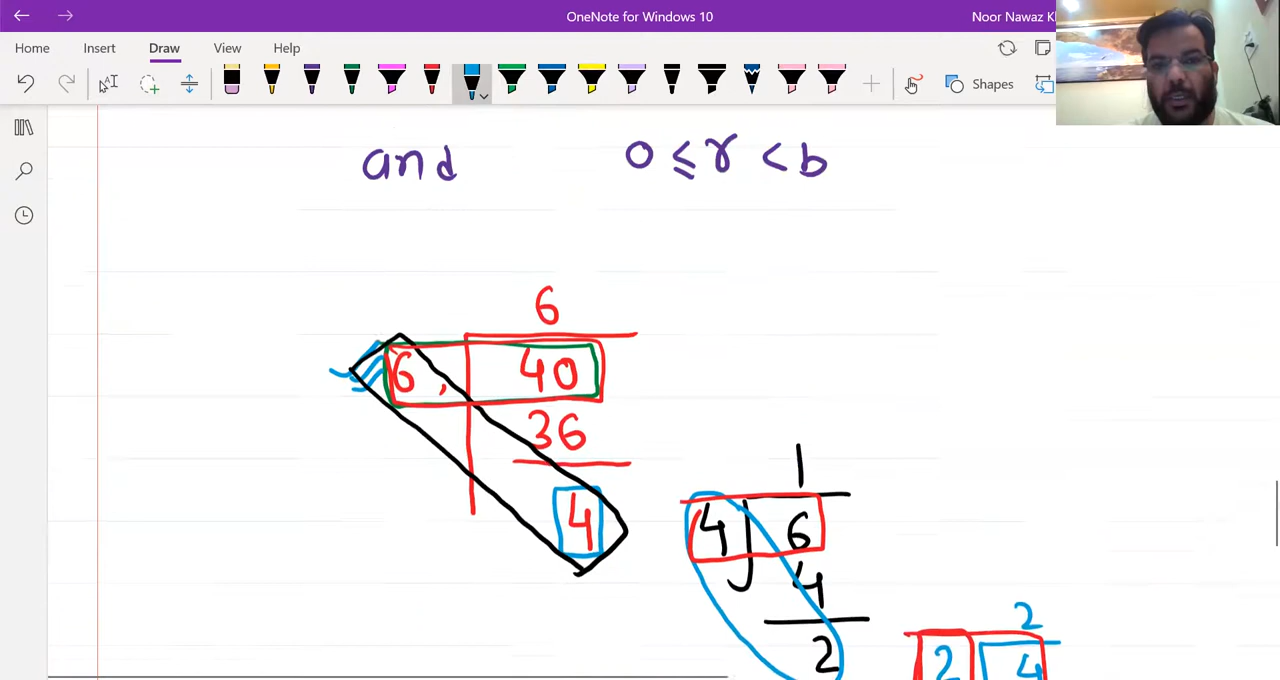 OneNote for Windows 10
Noor Nawaz Kh
Home Insert Draw View Help
Shapes
and 0 ≤ r < b
6
6, 40
36
4
1
4 6
4
2
2
2 4